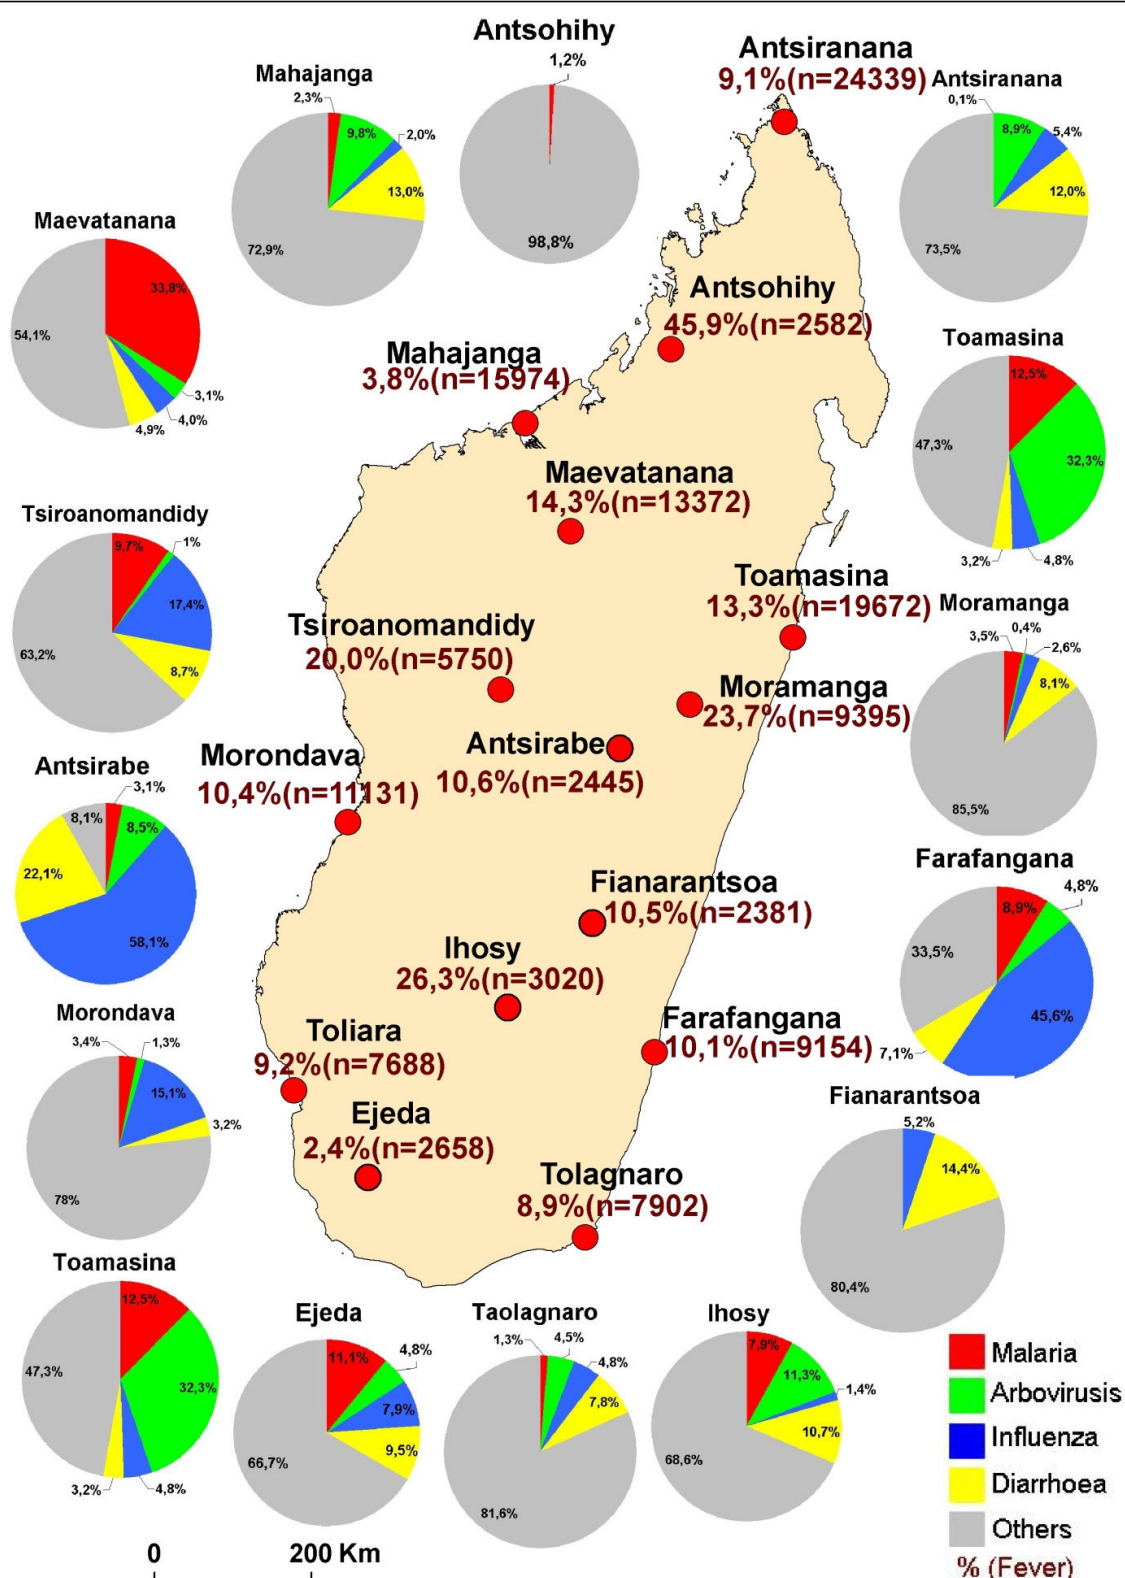 Antsohihy
1,2%
98,8%
Mahajanga
2,3%
9,8%
2,0%
13,0%
72,9%
Antsiranana
9,1%(n=24339)
Antsiranana
0,1%
8,9%
5,4%
12,0%
73,5%
Maevatanana
33,8%
54,1%
3,1%
4,0%
4,9%
Antsohihy
45,9%(n=2582)
Mahajanga
3,8%(n=15974)
Toamasina
12,5%
47,3%
32,3%
3,2%
4,8%
Maevatanana
14,3%(n=13372)
Tsiroanomandidy
9,7%
1%
17,4%
63,2%
8,7%
Toamasina
13,3%(n=19672)
Moramanga
3,5%
0,4%
2,6%
8,1%
85,5%
Tsiroanomandidy
20,0%(n=5750)
Moramanga
23,7%(n=9395)
Antsirabe
10,6%(n=2445)
Morondava
10,4%(n=11131)
Antsirabe
3,1%
8,1%
8,5%
22,1%
58,1%
Farafangana
4,8%
8,9%
33,5%
45,6%
7,1%
Fianarantsoa
10,5%(n=2381)
Ihosy
26,3%(n=3020)
Morondava
3,4%
1,3%
15,1%
3,2%
78%
Toliara
9,2%(n=7688)
Farafangana
10,1%(n=9154)
Ejeda
2,4%(n=2658)
Fianarantsoa
5,2%
14,4%
80,4%
Tolagnaro
8,9%(n=7902)
Toamasina
12,5%
47,3%
32,3%
3,2%
4,8%
Ejeda
11,1%
4,8%
7,9%
9,5%
66,7%
Taolagnaro
1,3%
4,5%
4,8%
7,8%
81,6%
Ihosy
7,9%
11,3%
1,4%
10,7%
68,6%
Malaria
Arbovirusis
Influenza
Diarrhoea
Others
% (Fever)
0 200 Km